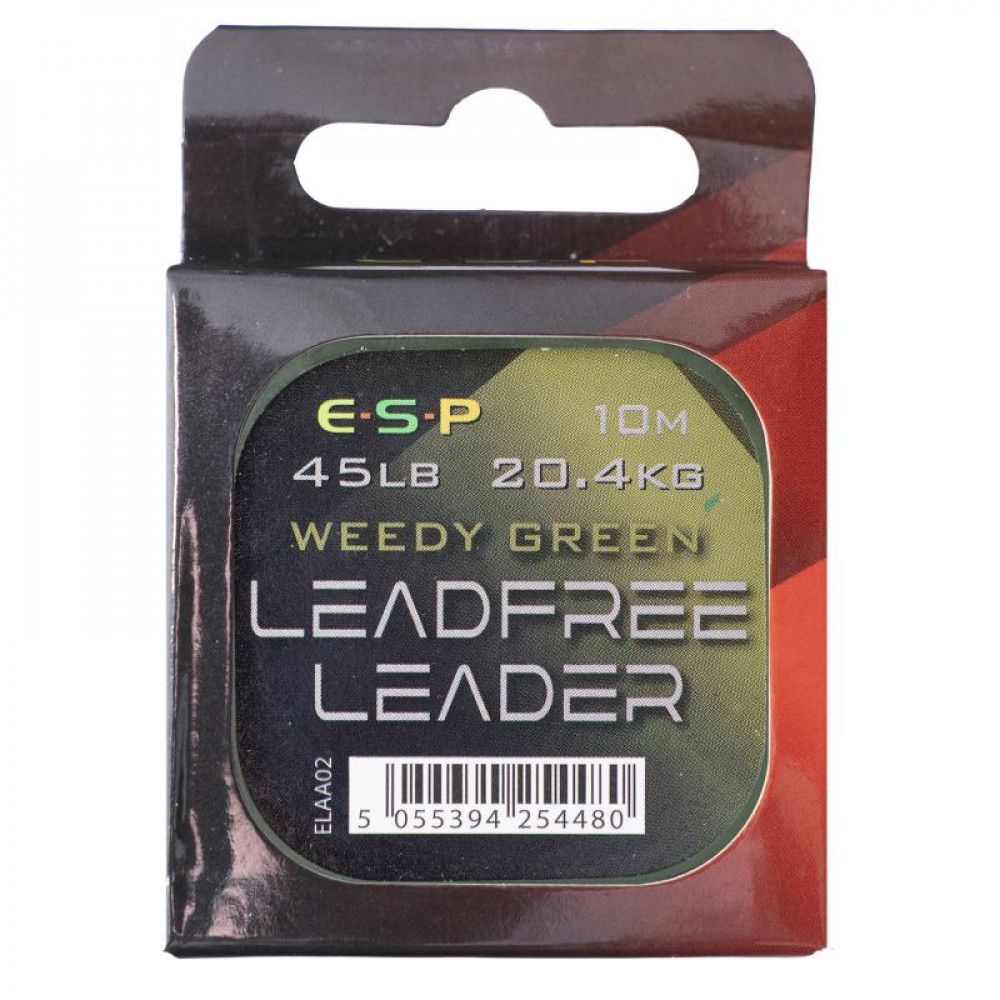 E-S-P 10M
45LB 20.4KG
WEEDY GREEN
LEADFREE
LEADER
ELAA02
5 055394 254480